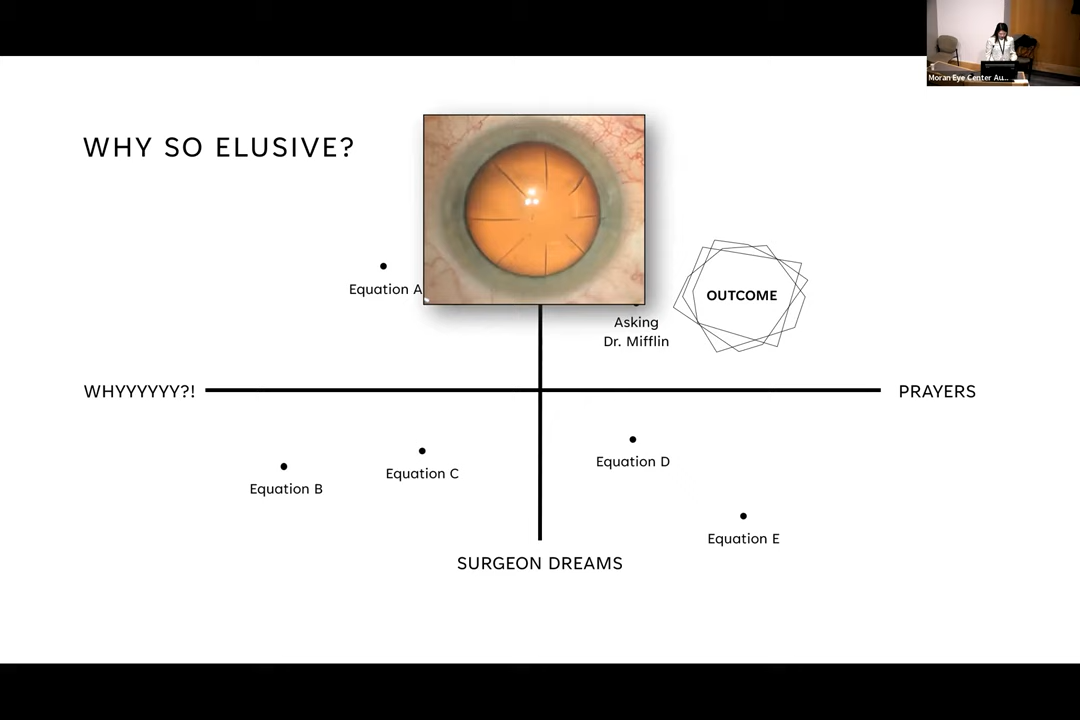 Moran Eye Center Au...
WHY SO ELUSIVE?
Equation A
OUTCOME
Asking
Dr. Mifflin
WHYYYYYY?!
PRAYERS
Equation B
Equation C
Equation D
Equation E
SURGEON DREAMS